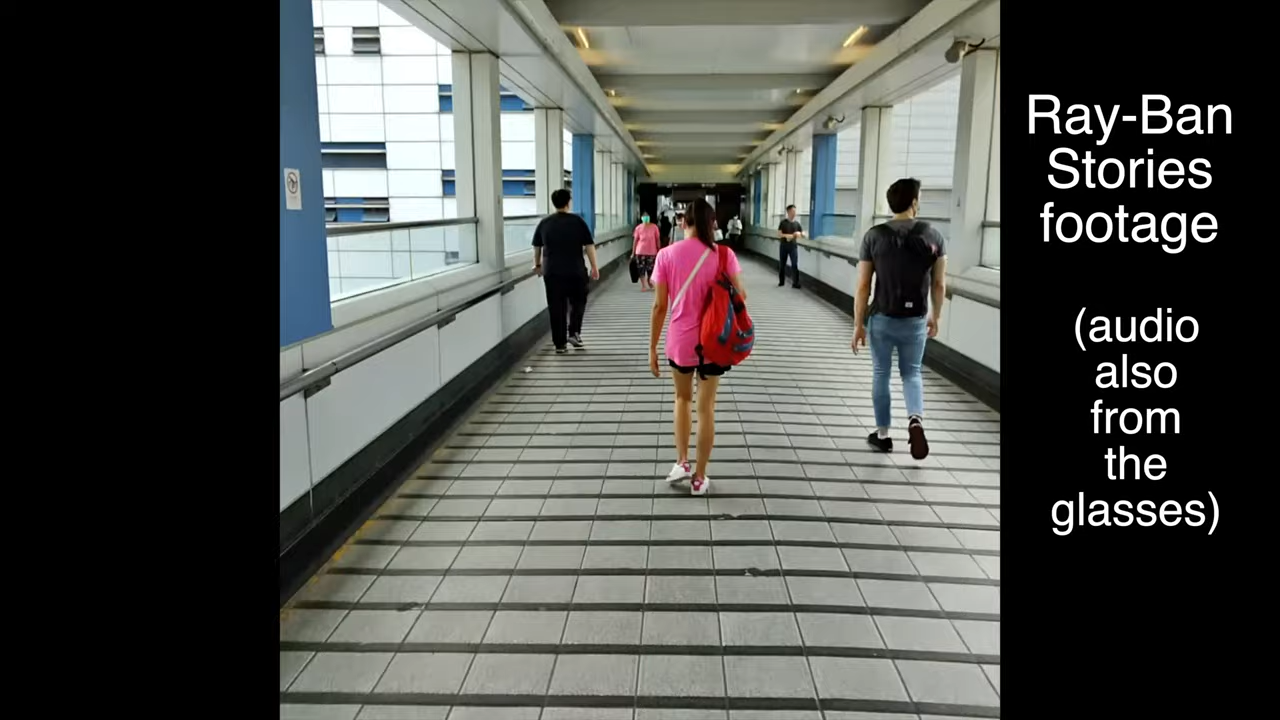 Ray-Ban
Stories
footage
(audio
also
from
the
glasses)